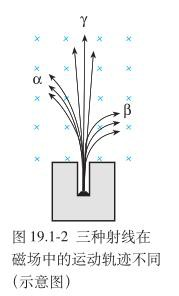 γ
α
β
图 19.1-2 三种射线在
磁场中的运动轨迹不同
（示意图）